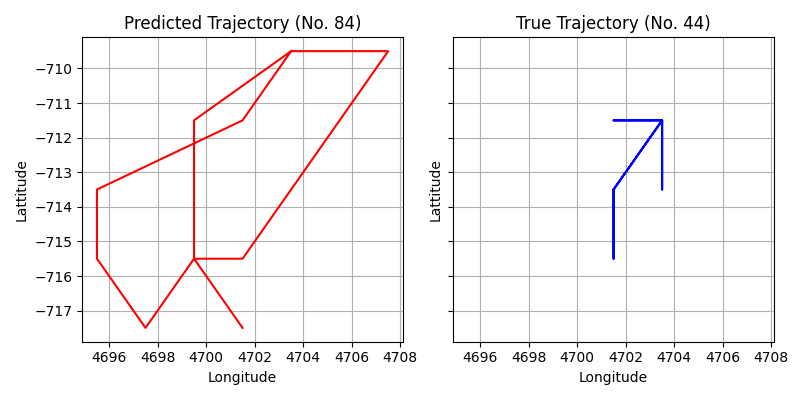 Predicted Trajectory (No. 84)
True Trajectory (No. 44)
−710
−711
−712
−713
−714
−715
−716
−717
Lattitude
Lattitude
4696 4698 4700 4702 4704 4706 4708
4696 4698 4700 4702 4704 4706 4708
Longitude
Longitude